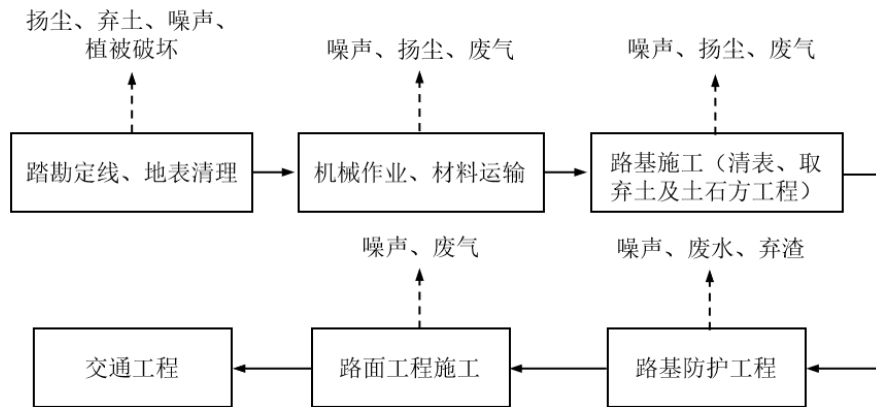 扬尘、弃土、噪声、
植被破坏
噪声、扬尘、废气
噪声、扬尘、废气
踏勘定线、地表清理
机械作业、材料运输
路基施工（清表、取
弃土及土石方工程）
噪声、废气
噪声、废水、弃渣
交通工程
路面工程施工
路基防护工程